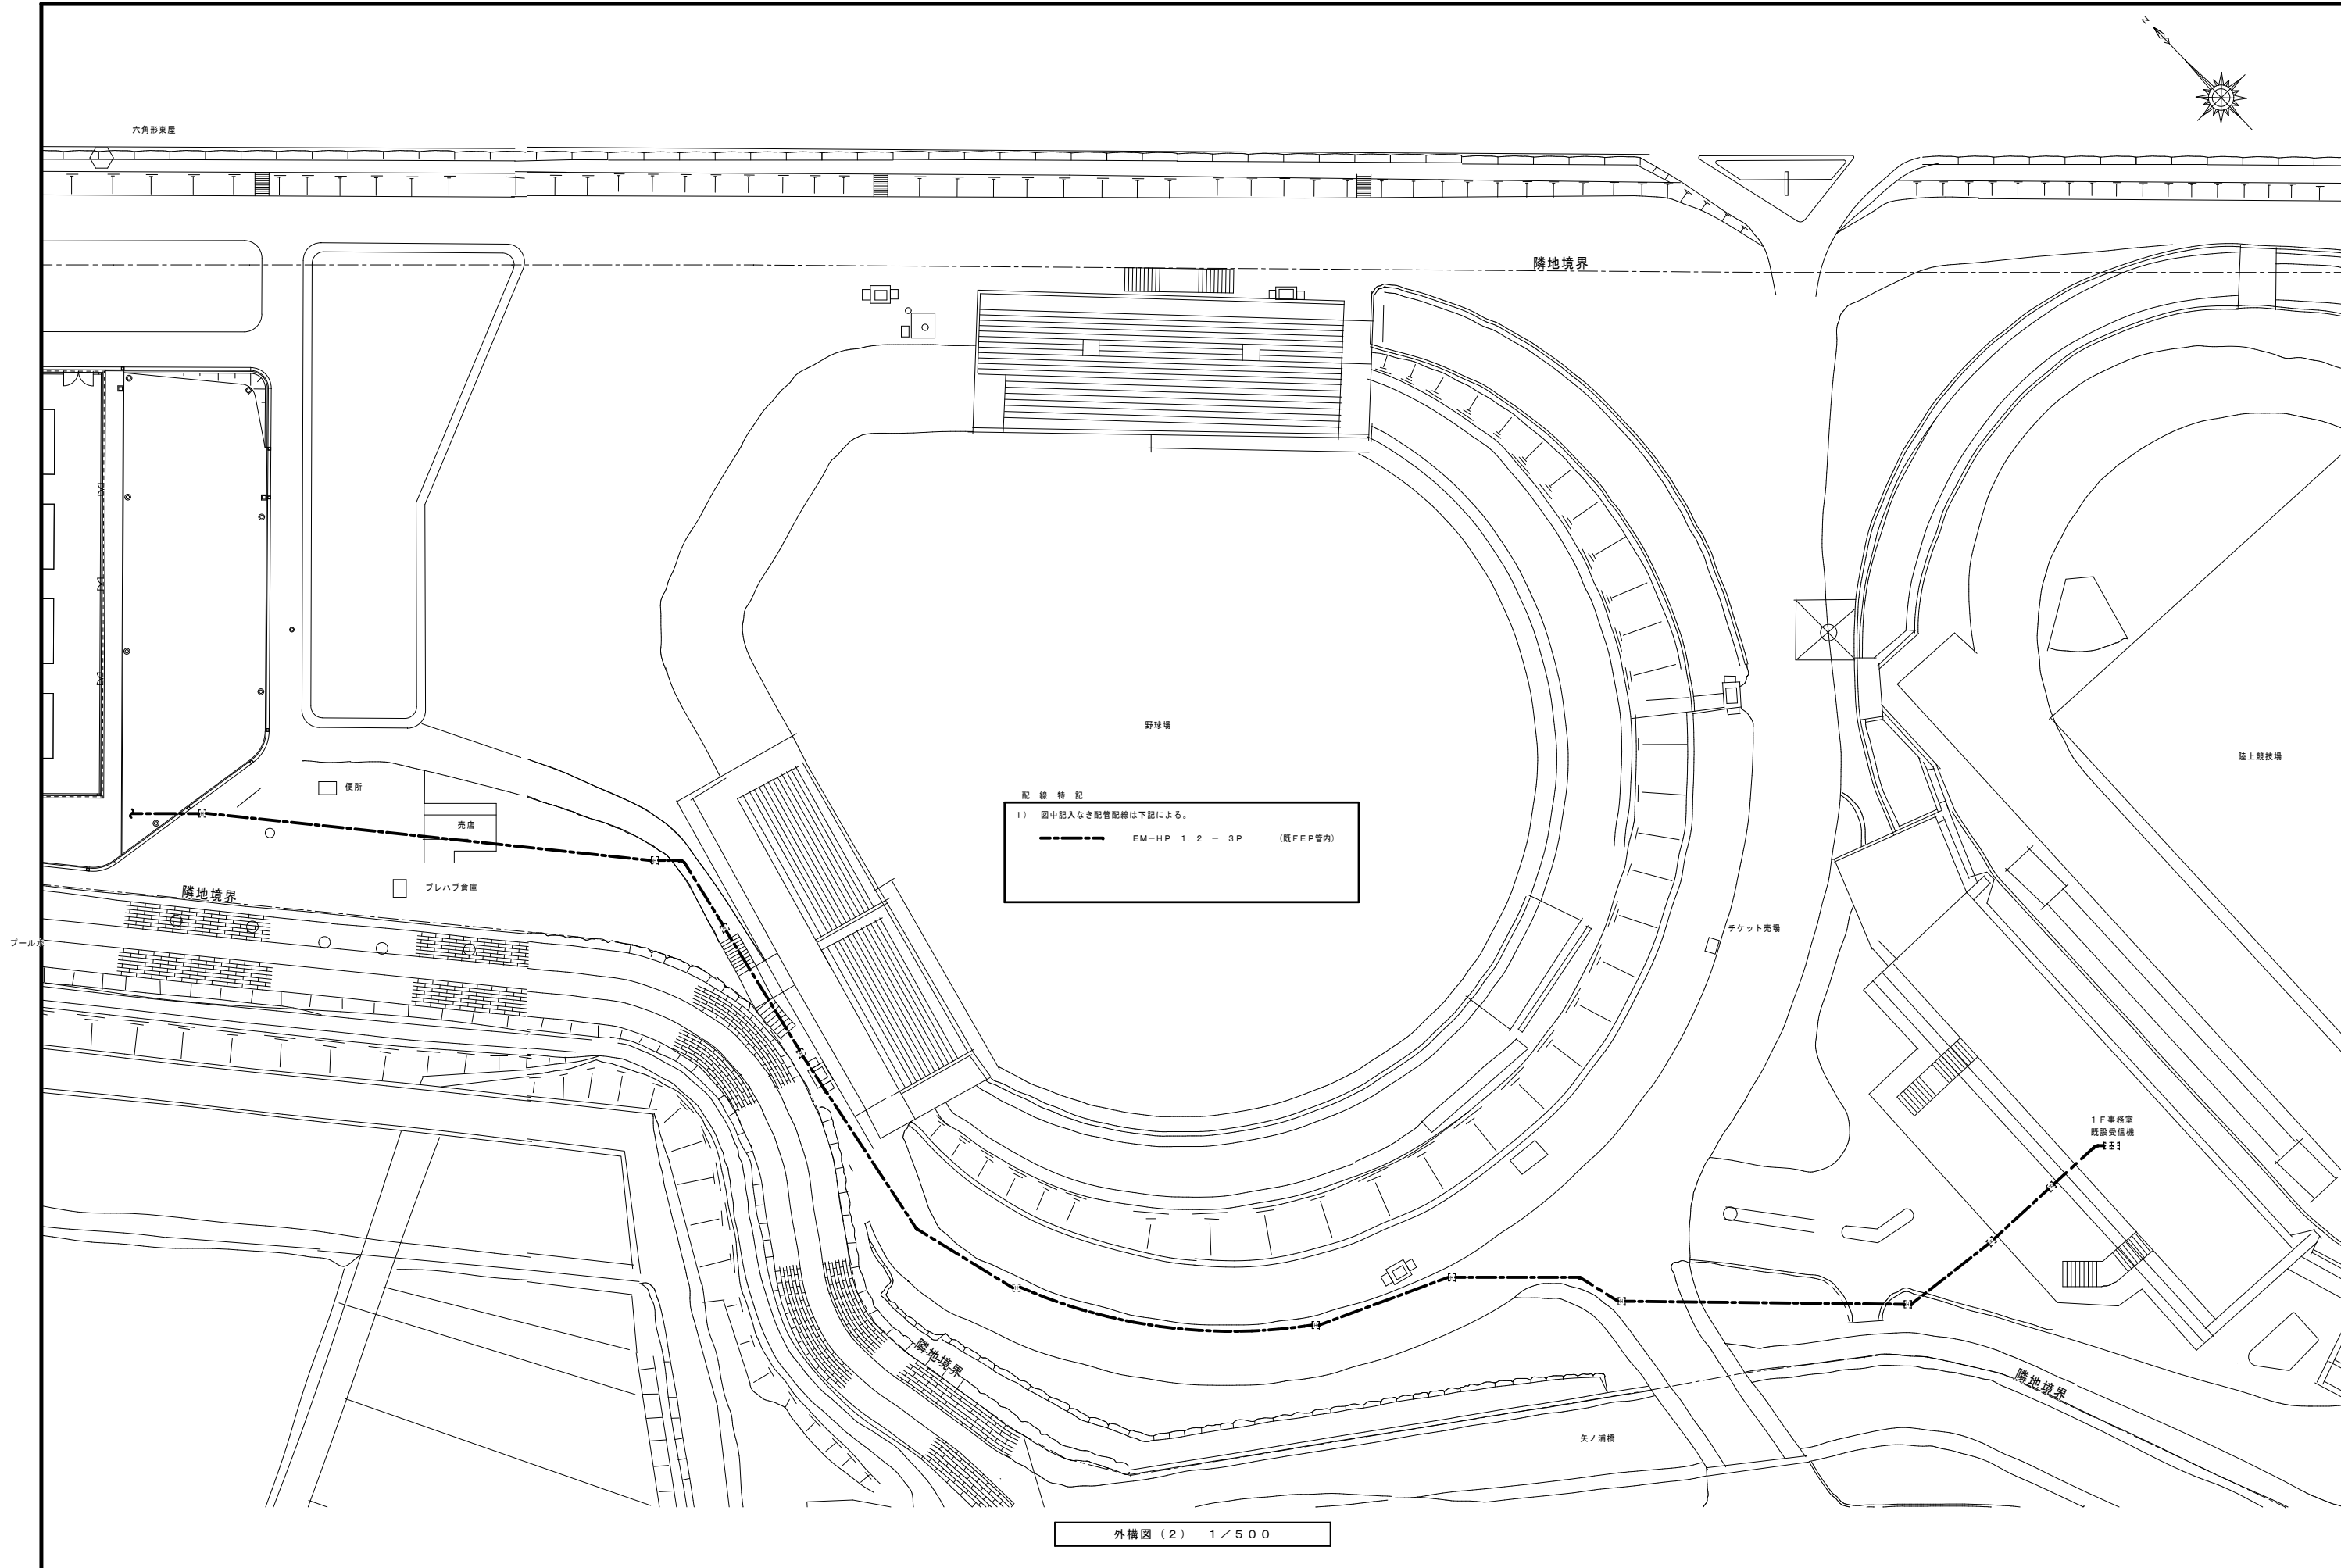 N
六角形東屋
隣地境界
野球場
陸上競技場
便所
売店
配線特記
1） 図中記入なき配管配線は下記による。
EM－HP 1.2 － 3P （既FEP管内）
プレハブ倉庫
隣地境界
チケット売場
1F事務室
既設受信機
隣地境界
隣地境界
矢ノ浦橋
外構図（2） 1／500